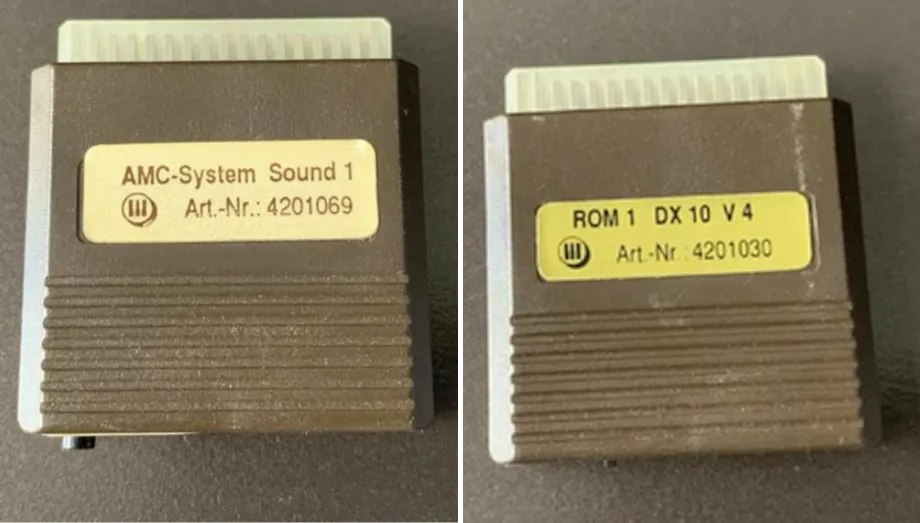 AMC-System Sound 1
Art.-Nr.: 4201069
ROM 1 DX 10 V 4
Art.-Nr.: 4201030